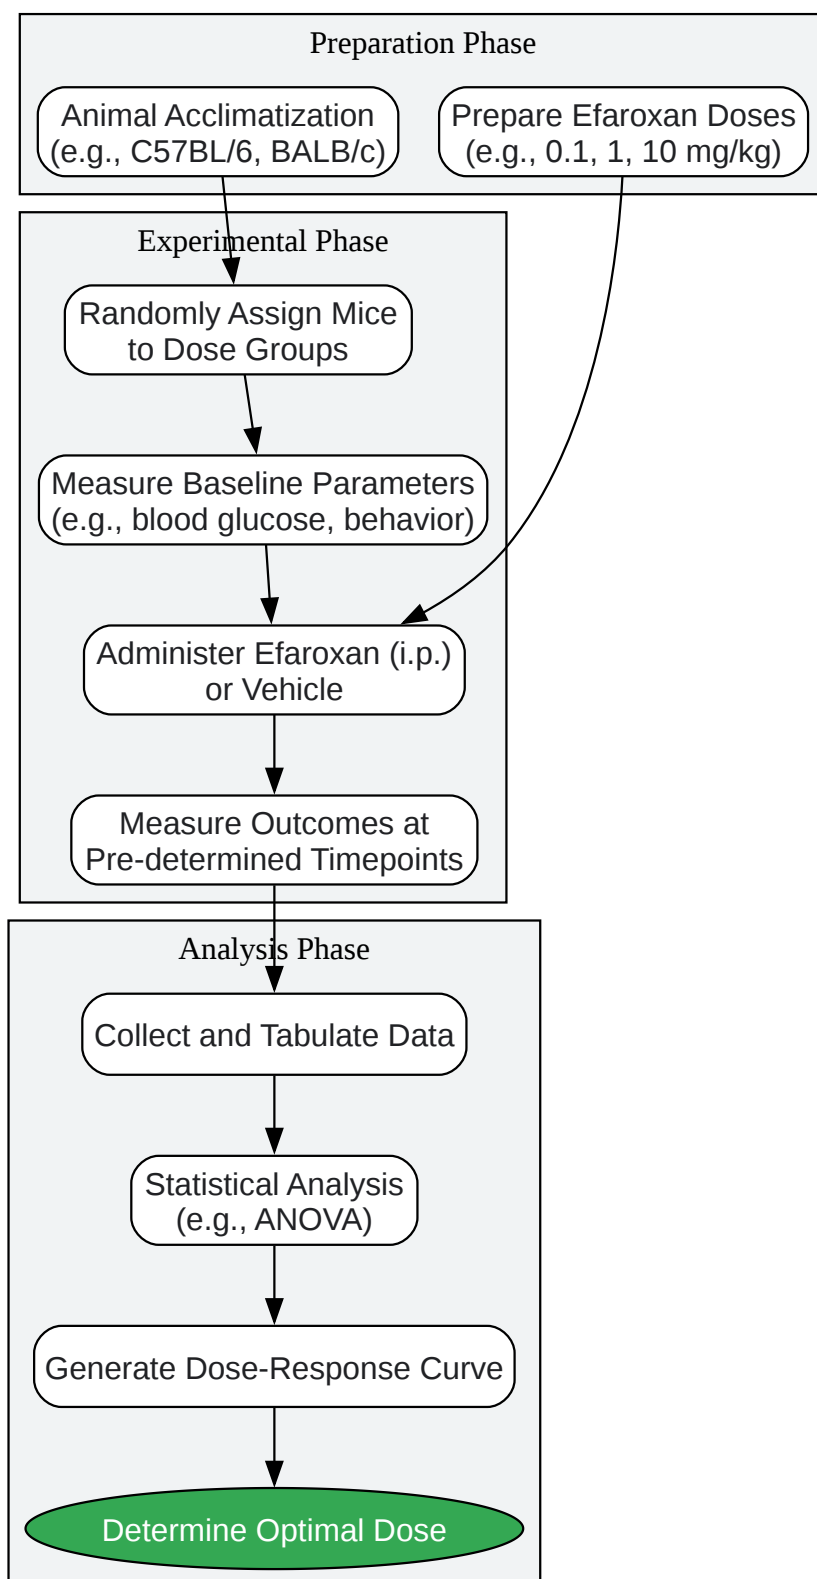 Preparation Phase
Animal Acclimatization
(e.g., C57BL/6, BALB/c)
Prepare Efaroxan Doses
(e.g., 0.1, 1, 10 mg/kg)
Experimental Phase
Randomly Assign Mice
to Dose Groups
Measure Baseline Parameters
(e.g., blood glucose, behavior)
Administer Efaroxan (i.p.)
or Vehicle
Measure Outcomes at
Pre-determined Timepoints
Analysis Phase
Collect and Tabulate Data
Statistical Analysis
(e.g., ANOVA)
Generate Dose-Response Curve
Determine Optimal Dose